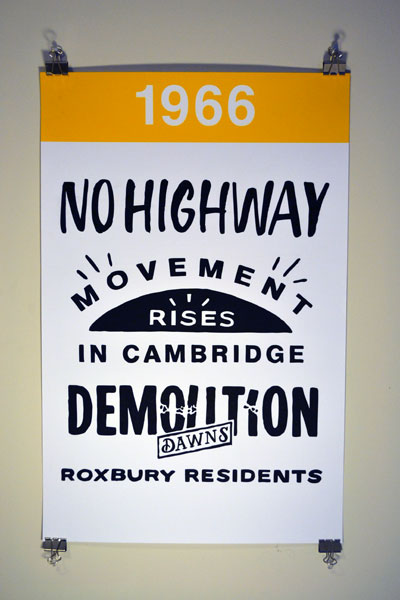 1966
NO HIGHWAY
MOVEMENT
RISES
IN CAMBRIDGE
DEMOLITION
DAWNS
ROXBURY RESIDENTS